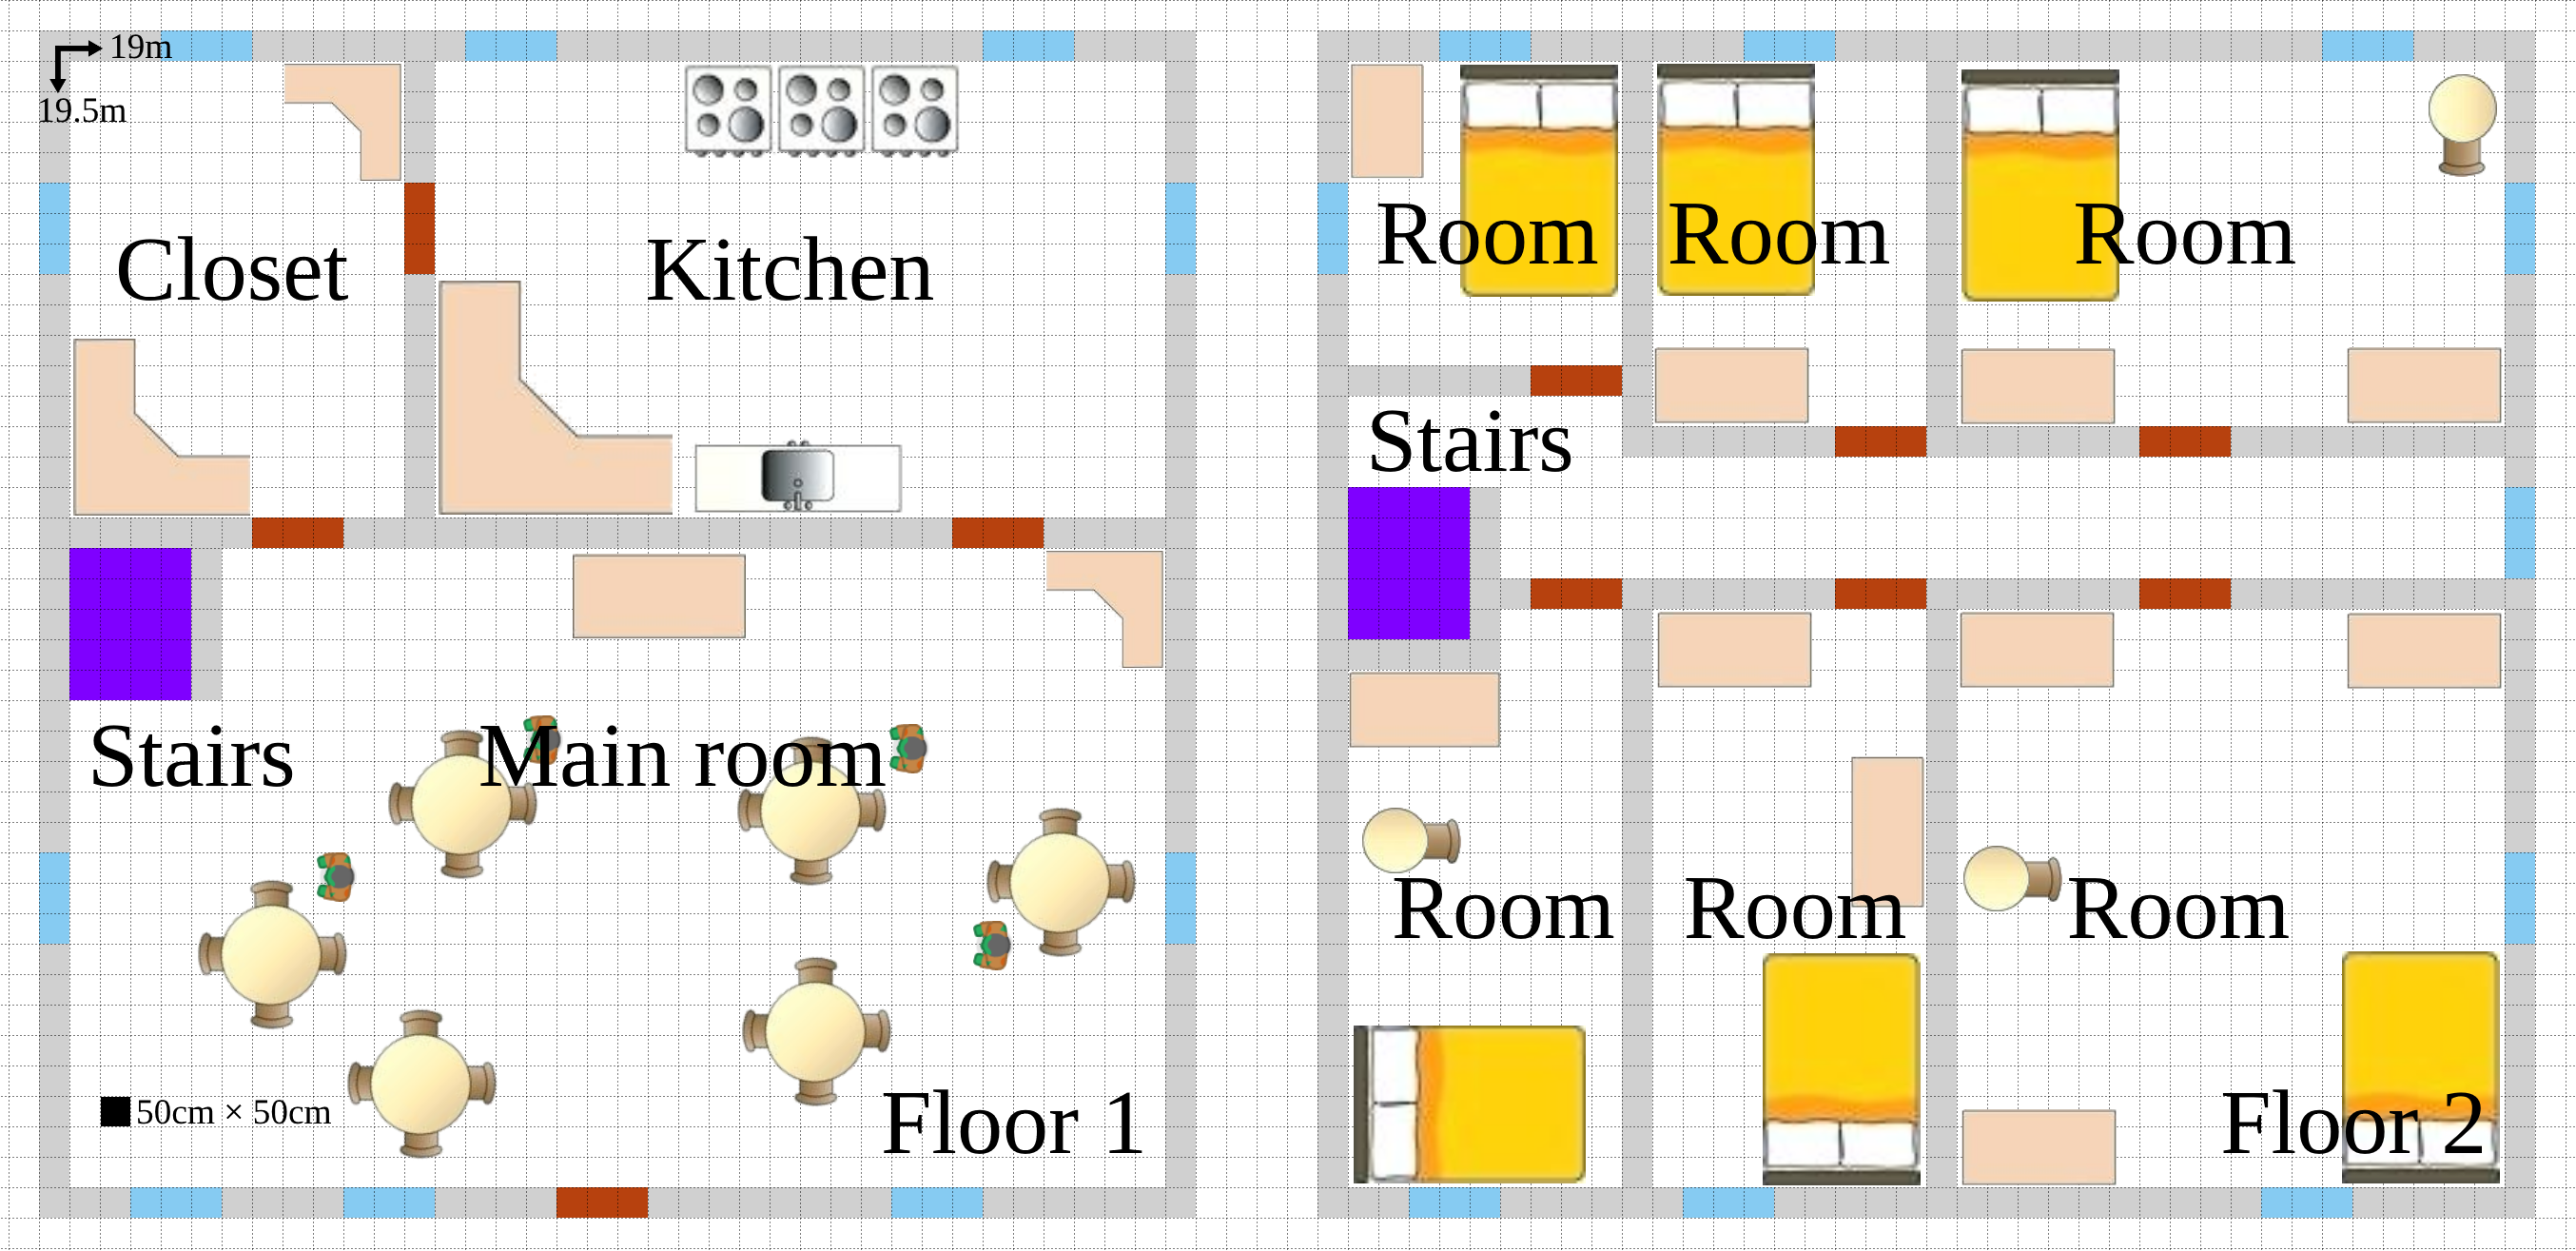 19m
19.5m
Closet
Kitchen
Stairs
Main room
50cm × 50cm
Floor 1
Room
Room
Room
Stairs
Room
Room
Room
Floor 2